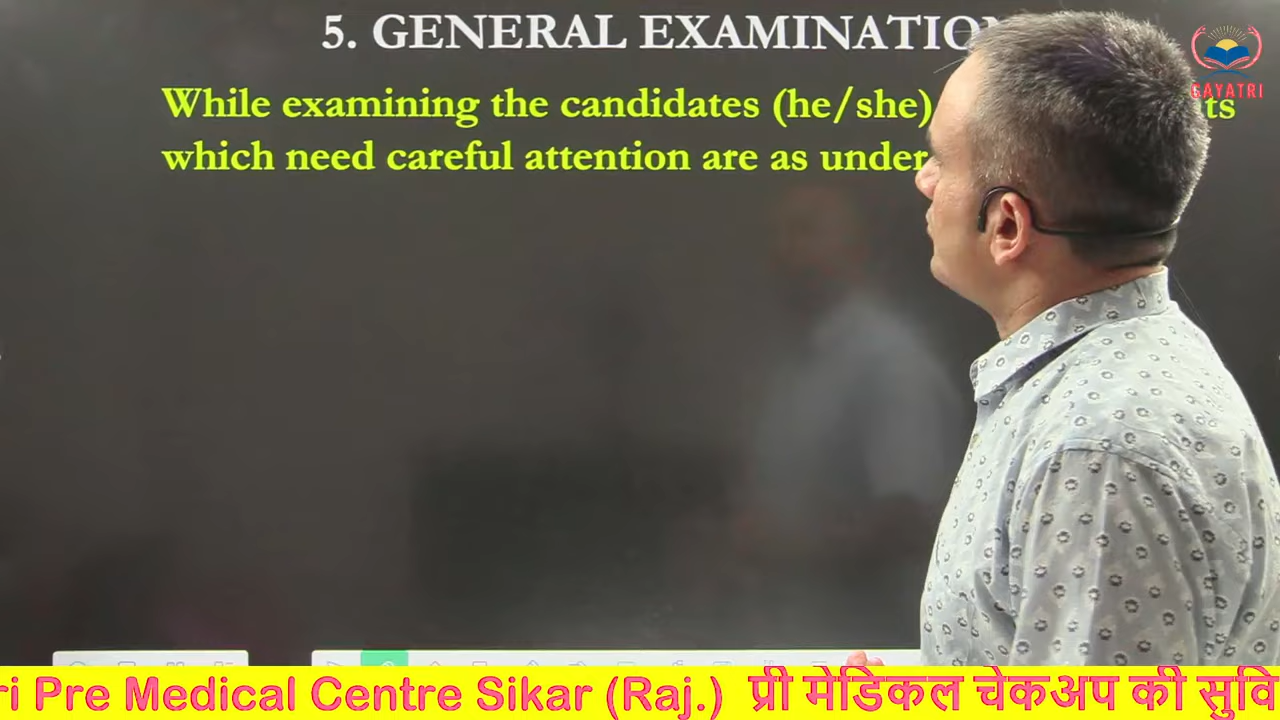 5. GENERAL EXAMINATION
GAYATRI
While examining the candidates (he/she)
which need careful attention are as under
ri Pre Medical Centre Sikar (Raj.) प्री मेडिकल चेकअप की सुवि